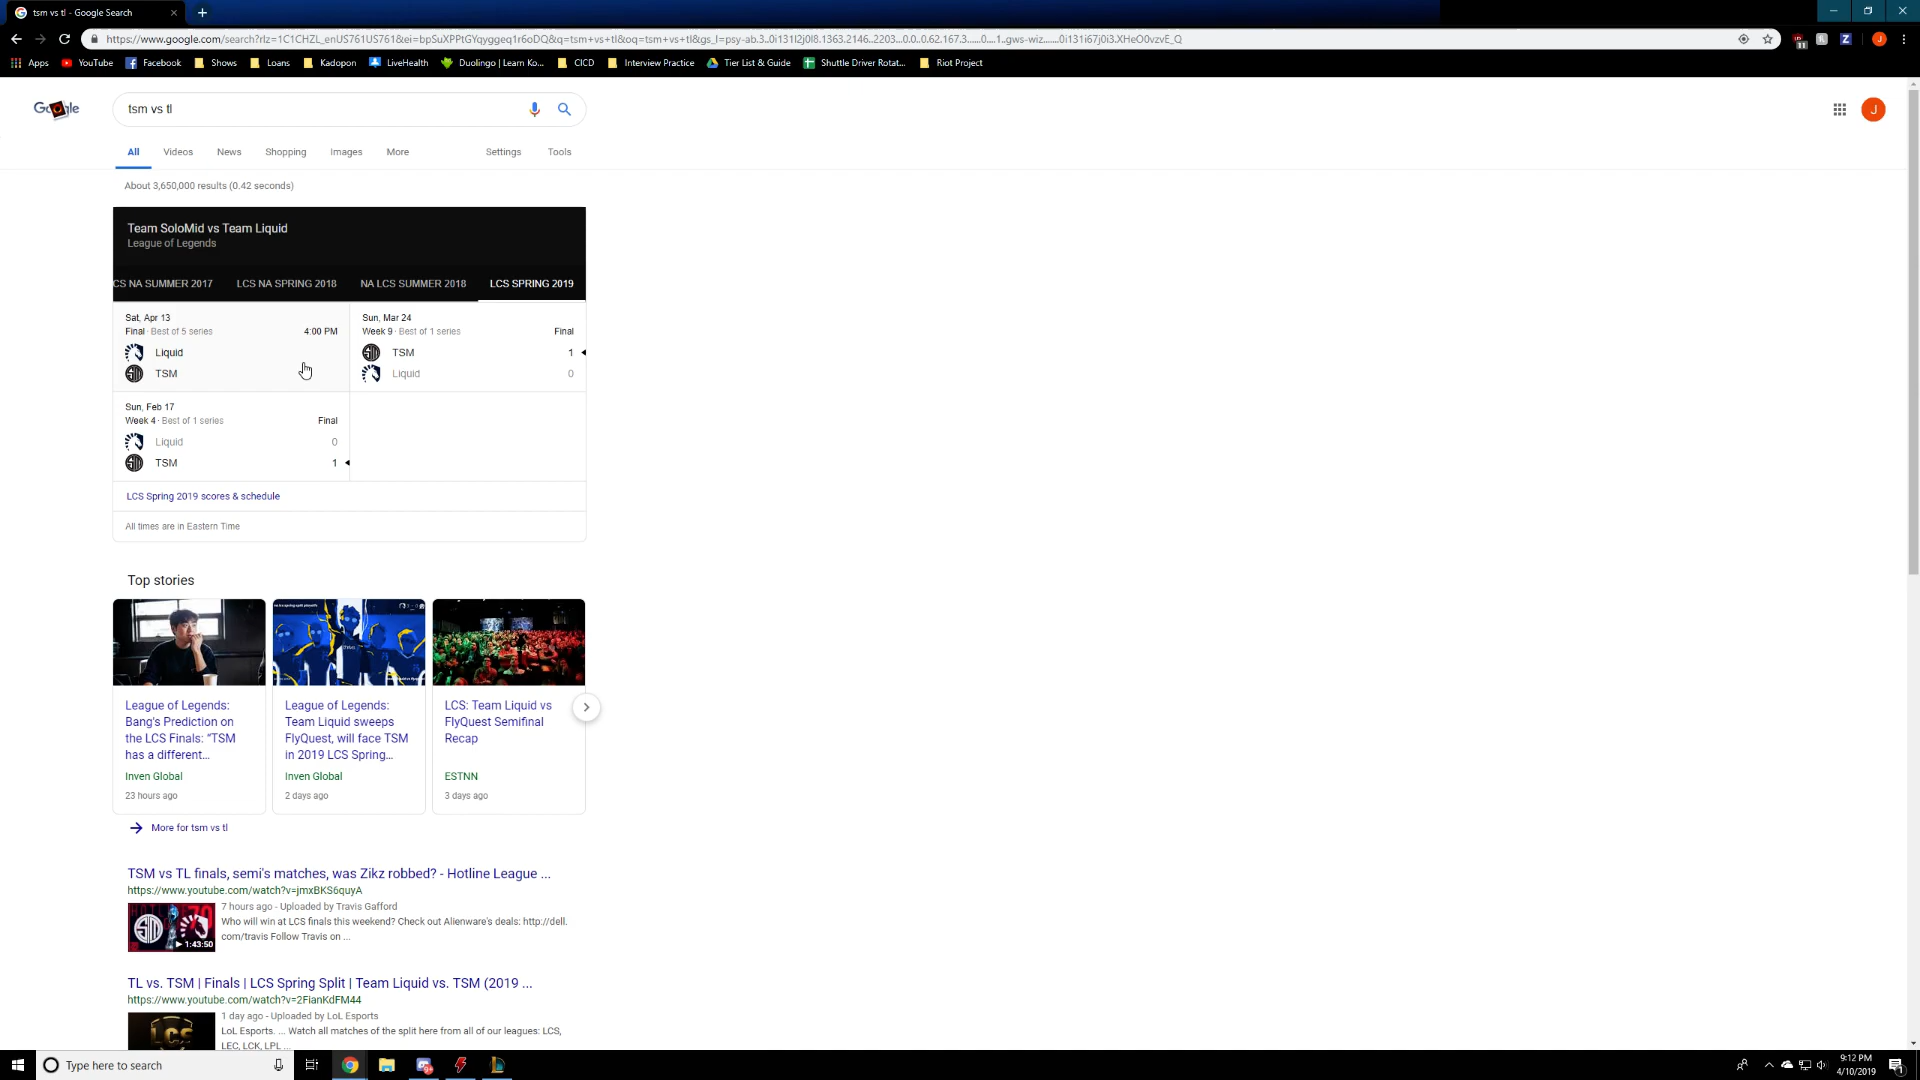 tsm vs tl - Google Search
https://www.google.com/search?rlz=1C1CHZL_enUS761US761&ei=bpSuXPPtGYqyggeq1r6oDQ&q=tsm+vs+tl&oq=tsm+vs+tl&gs_l=psy-ab.3..0i131l2j0l8.1363.2146..2203...0.0..0.62.167.3......0....1..gws-wiz.......0i131i67j0i3.XHeO0vzvE_Q
Apps YouTube Facebook Shows Loans Kadopon LiveHealth Duolingo | Learn Ko... CICD Interview Practice Tier List & Guide Shuttle Driver Rotat... Riot Project
Google
tsm vs tl
J
All Videos News Shopping Images More Settings Tools
About 3,650,000 results (0.42 seconds)
Team SoloMid vs Team Liquid
League of Legends
CS NA SUMMER 2017 LCS NA SPRING 2018 NA LCS SUMMER 2018 LCS SPRING 2019
Sat, Apr 13
Final · Best of 5 series 4:00 PM
Liquid
TSM
Sun, Mar 24
Week 9 · Best of 1 series Final
TSM 1
Liquid 0
Sun, Feb 17
Week 4 · Best of 1 series Final
Liquid 0
TSM 1
LCS Spring 2019 scores & schedule
All times are in Eastern Time
Top stories
League of Legends:
Bang's Prediction on
the LCS Finals: "TSM
has a different...
Inven Global
23 hours ago
League of Legends:
Team Liquid sweeps
FlyQuest, will face TSM
in 2019 LCS Spring...
Inven Global
2 days ago
LCS: Team Liquid vs
FlyQuest Semifinal
Recap
ESTNN
3 days ago
More for tsm vs tl
TSM vs TL finals, semi's matches, was Zikz robbed? - Hotline League ...
https://www.youtube.com/watch?v=jmxBKS6quyA
1:43:50
7 hours ago - Uploaded by Travis Gafford
Who will win at LCS finals this weekend? Check out Alienware's deals: http://dell.
com/travis Follow Travis on ...
TL vs. TSM | Finals | LCS Spring Split | Team Liquid vs. TSM (2019 ...
https://www.youtube.com/watch?v=2FianKdFM44
LCS
1 day ago - Uploaded by LoL Esports
LoL Esports. ... Watch all matches of the split here from all of our leagues: LCS,
LEC, LCK, LPL ...
Type here to search
9:12 PM
4/10/2019